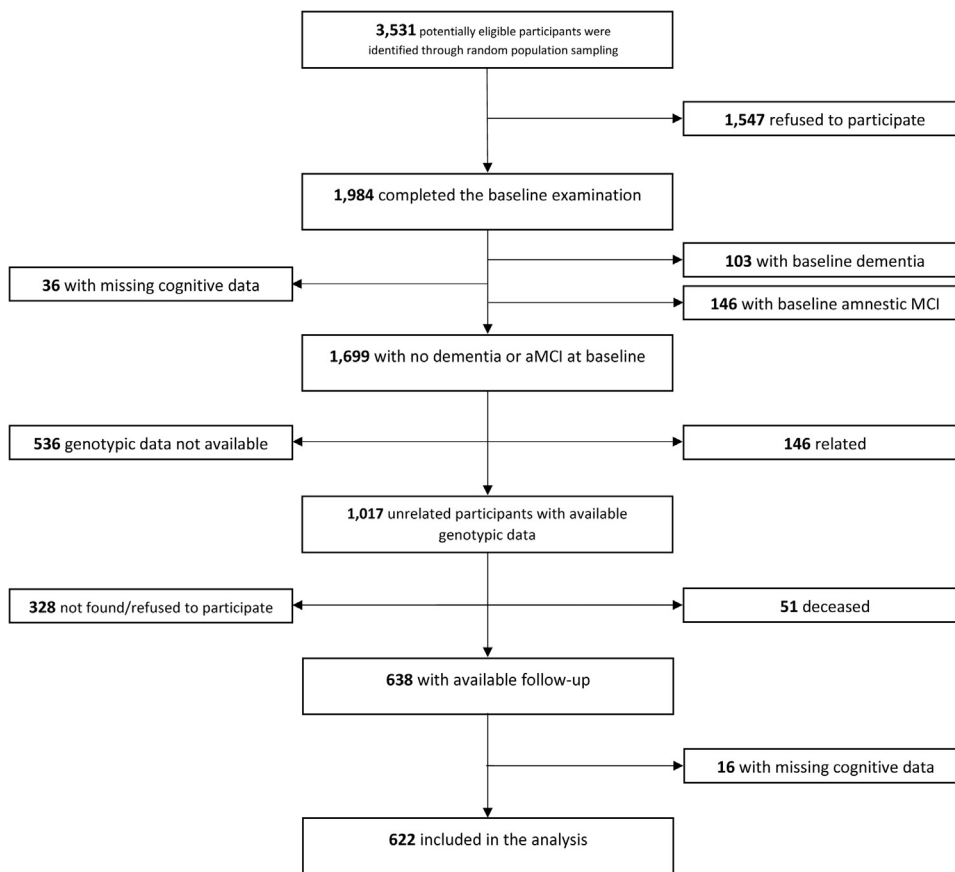 3,531 potentially eligible participants were
identified through random population sampling
1,547 refused to participate
1,984 completed the baseline examination
103 with baseline dementia
36 with missing cognitive data
146 with baseline amnestic MCI
1,699 with no dementia or aMCI at baseline
536 genotypic data not available
146 related
1,017 unrelated participants with available
genotypic data
328 not found/refused to participate
51 deceased
638 with available follow-up
16 with missing cognitive data
622 included in the analysis